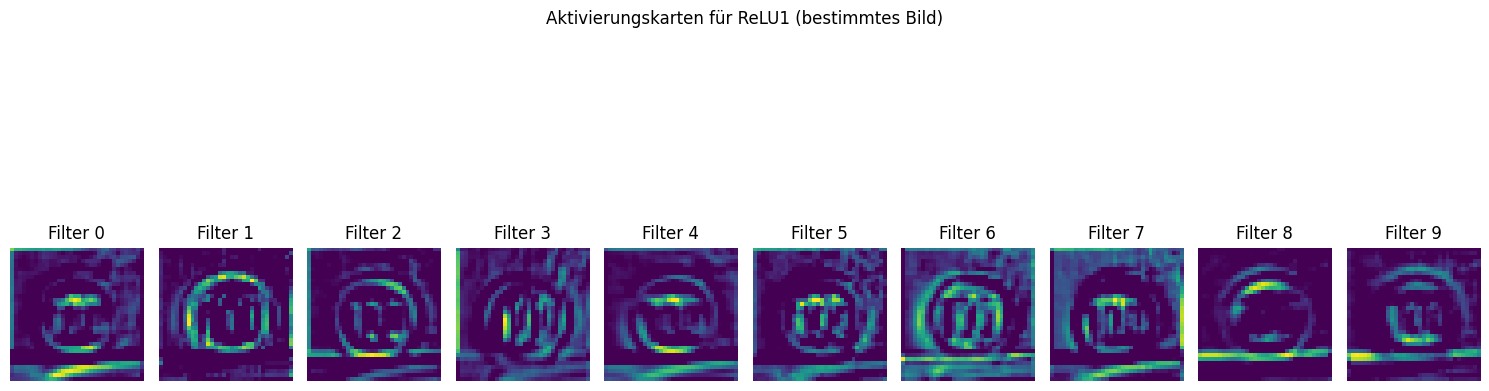 Aktivierungskarten für ReLU1 (bestimmtes Bild)
Filter 0 Filter 1 Filter 2 Filter 3 Filter 4 Filter 5 Filter 6 Filter 7 Filter 8 Filter 9